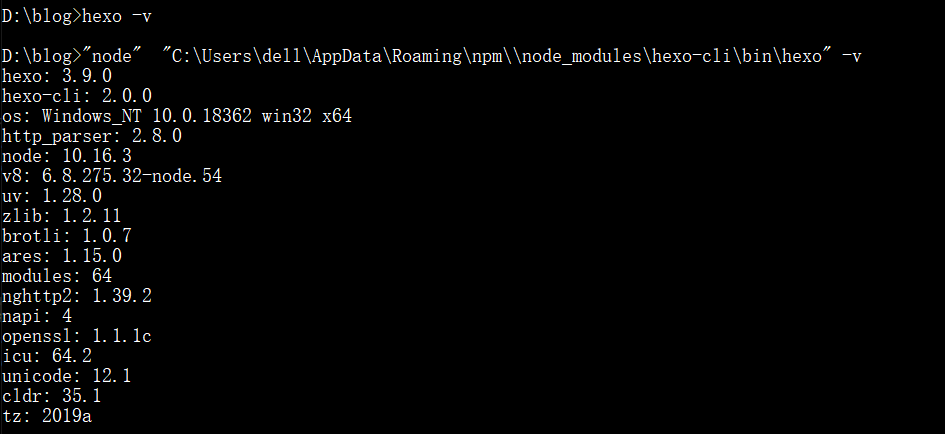 D:\blog>hexo -v
D:\blog>"node"  "C:\Users\dell\AppData\Roaming\npm\\node_modules\hexo-cli\bin\hexo" -v
hexo: 3.9.0
hexo-cli: 2.0.0
os: Windows_NT 10.0.18362 win32 x64
http_parser: 2.8.0
node: 10.16.3
v8: 6.8.275.32-node.54
uv: 1.28.0
zlib: 1.2.11
brotli: 1.0.7
ares: 1.15.0
modules: 64
nghttp2: 1.39.2
napi: 4
openssl: 1.1.1c
icu: 64.2
unicode: 12.1
cldr: 35.1
tz: 2019a